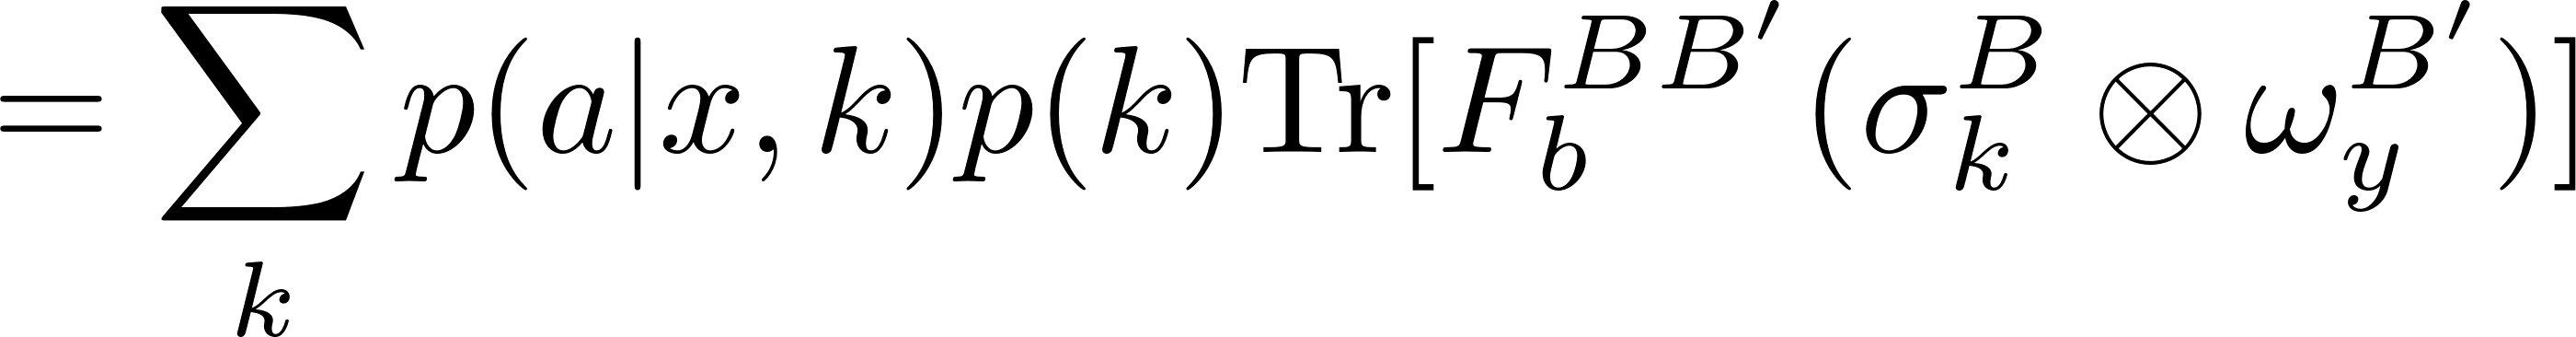 = \sum_{k} p(a|x, k)p(k)\mathrm{Tr}[F_b^{BB'}(\sigma_k^B \otimes \omega_y^{B'})]